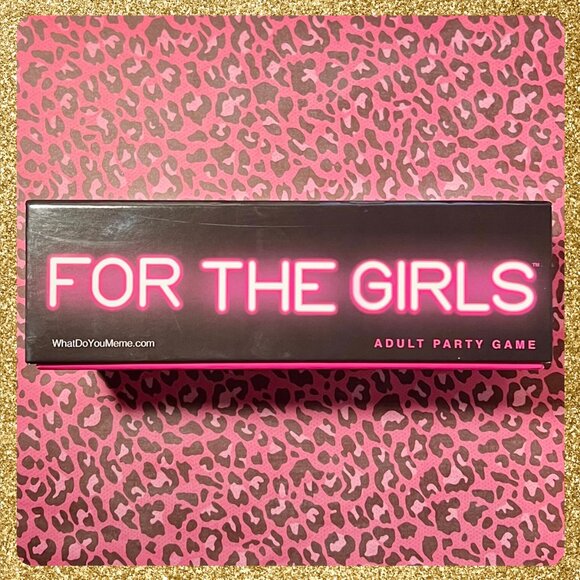 FOR THE GIRLS™
WhatDoYouMeme.com
ADULT PARTY GAME